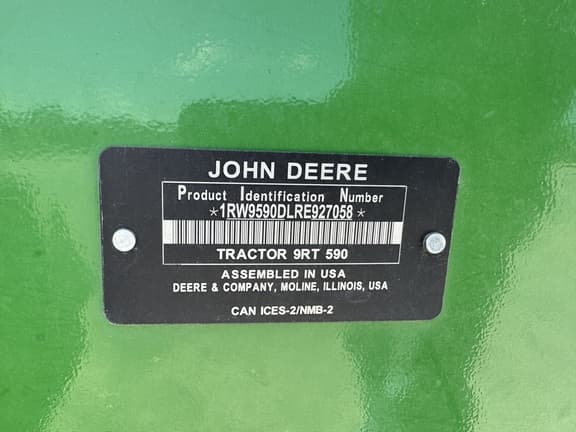 JOHN DEERE
Product Identification Number
*1RW9590DLRE927058*
TRACTOR 9RT 590
ASSEMBLED IN USA
DEERE & COMPANY, MOLINE, ILLINOIS, USA
CAN ICES-2/NMB-2